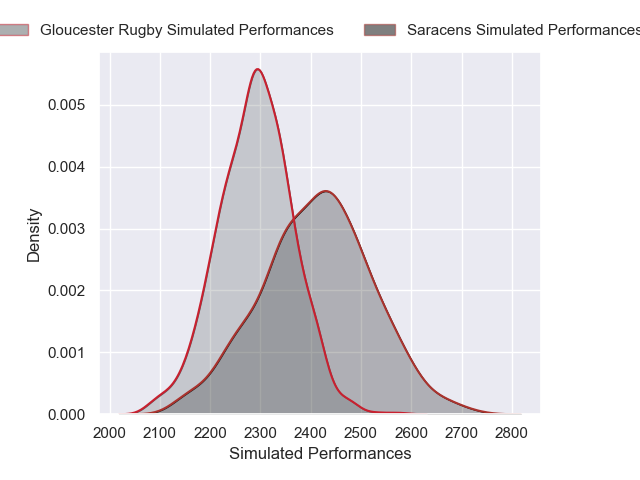 Gloucester Rugby Simulated Performances
Saracens Simulated Performances
0.005
0.004
0.003
0.002
0.001
0.000
Density
2000 2100 2200 2300 2400 2500 2600 2700 2800
Simulated Performances